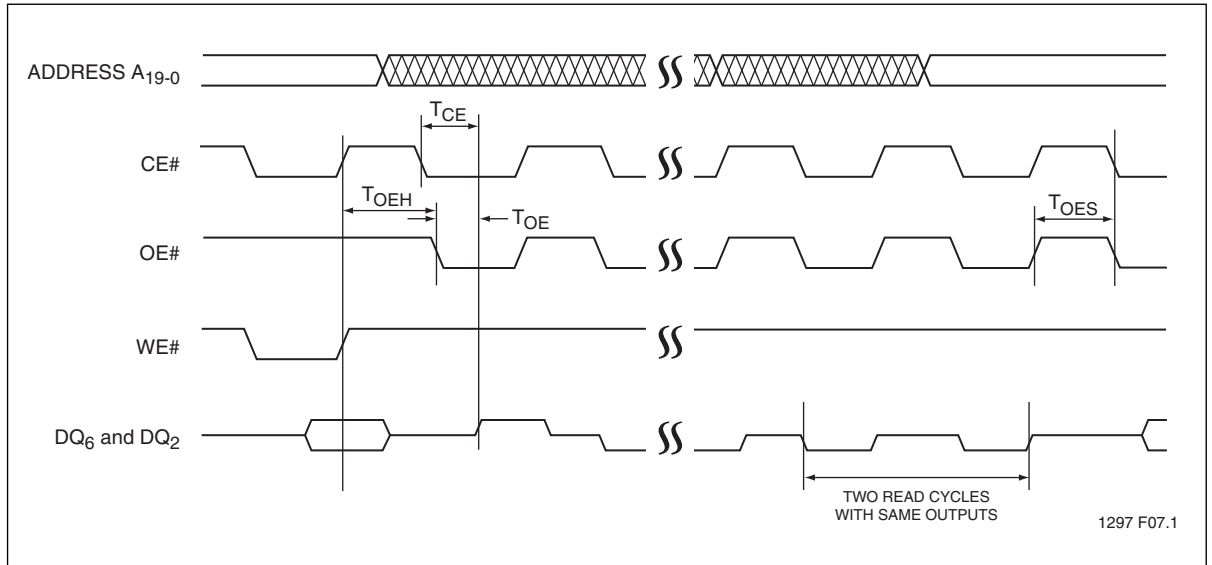 ADDRESS A19-0
TCE
CE#
TOEH
TOE
TOES
OE#
WE#
DQ6 and DQ2
TWO READ CYCLES
WITH SAME OUTPUTS
1297 F07.1